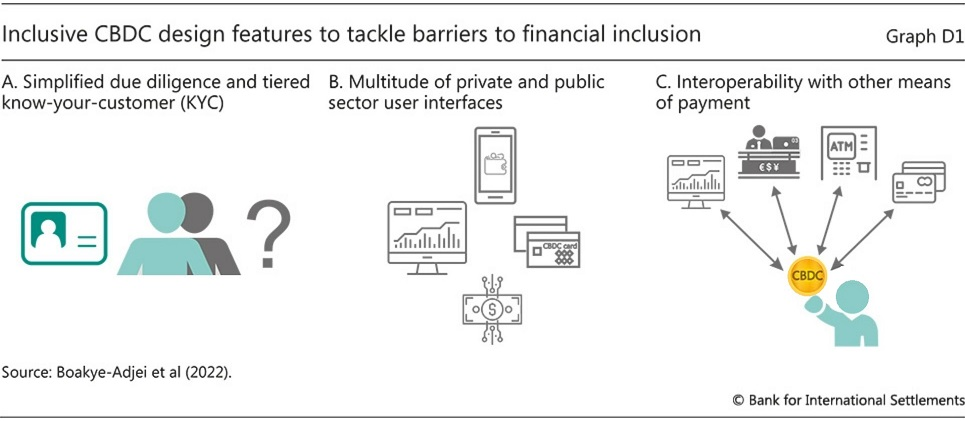 Inclusive CBDC design features to tackle barriers to financial inclusion
Graph D1
A. Simplified due diligence and tiered
know-your-customer (KYC)
B. Multitude of private and public
sector user interfaces
C. Interoperability with other means
of payment
?
CBDC card
$
€$¥
ATM
CBDC
Source: Boakye-Adjei et al (2022).
© Bank for International Settlements